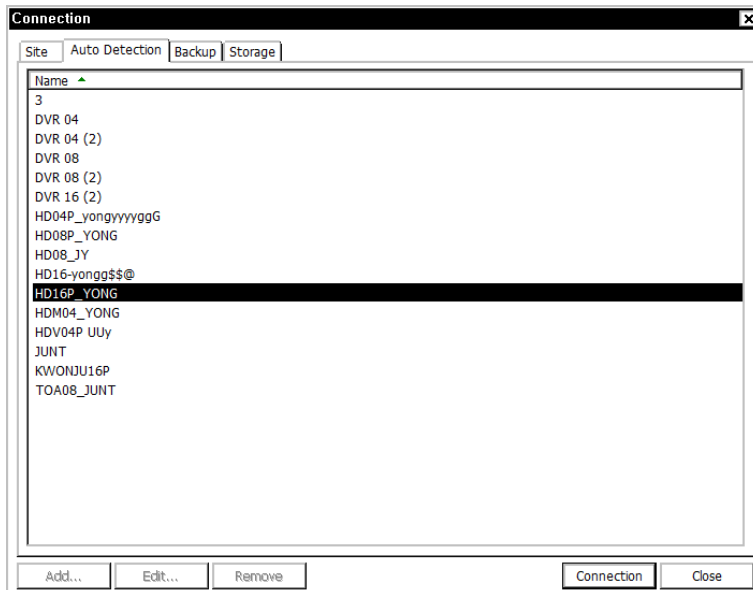 Connection
Site Auto Detection Backup Storage
Name
3
DVR 04
DVR 04 (2)
DVR 08
DVR 08 (2)
DVR 16 (2)
HD04P_yongyyyyggG
HD08P_YONG
HD08_JY
HD16-yongg$$@
HD16P_YONG
HDM04_YONG
HDV04P UUy
JUNT
KWONJU16P
TOA08_JUNT
Add... Edit... Remove Connection Close